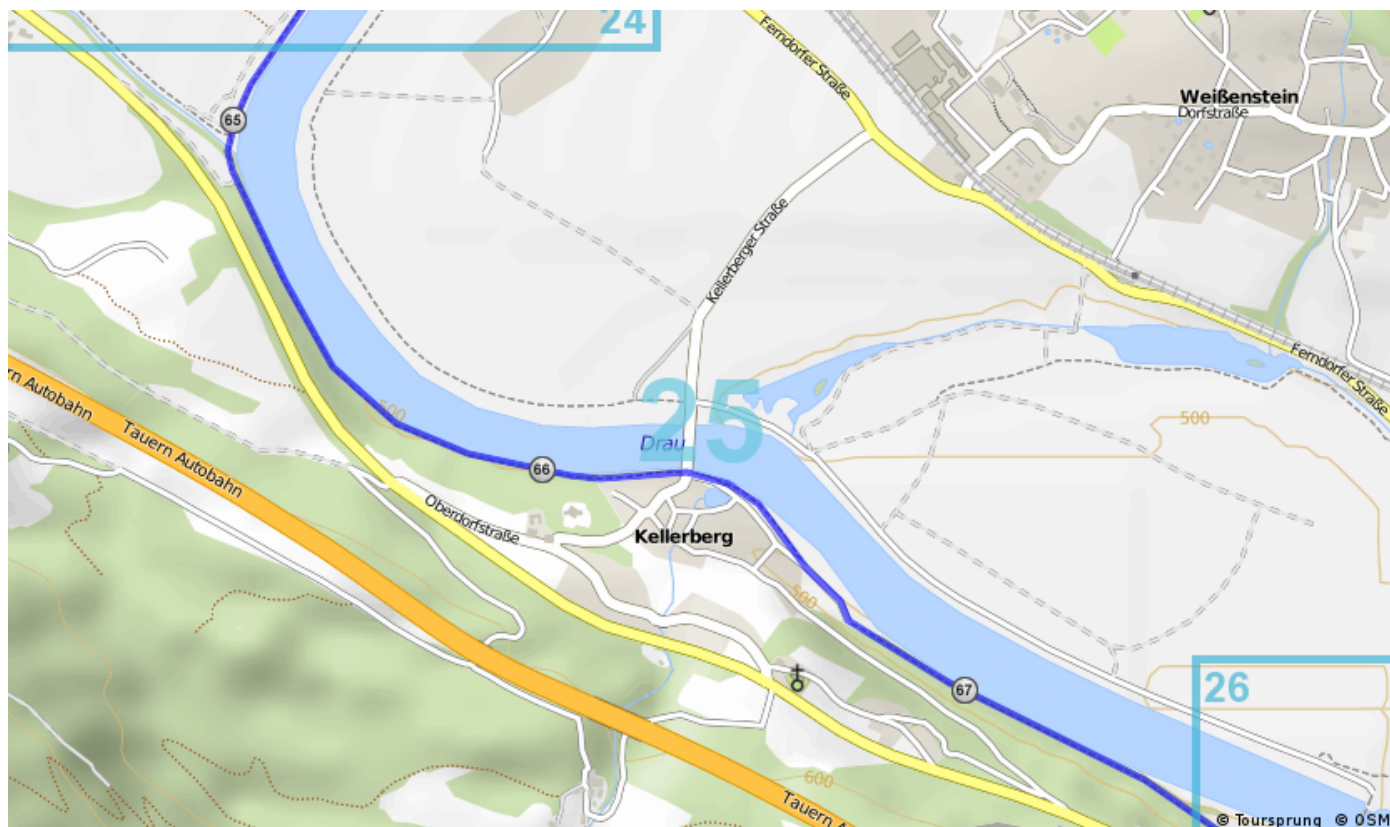 24
Ferndorfer Straße
Weißenstein
Dorfstraße
65
Kellerberger Straße
Ferndorfer Straße
rn Autobahn
Tauern Autobahn
500
25
Drau
500
66
Oberdorfstraße
Kellerberg
500
67
26
600
Tauern A
© Toursprung © OSM